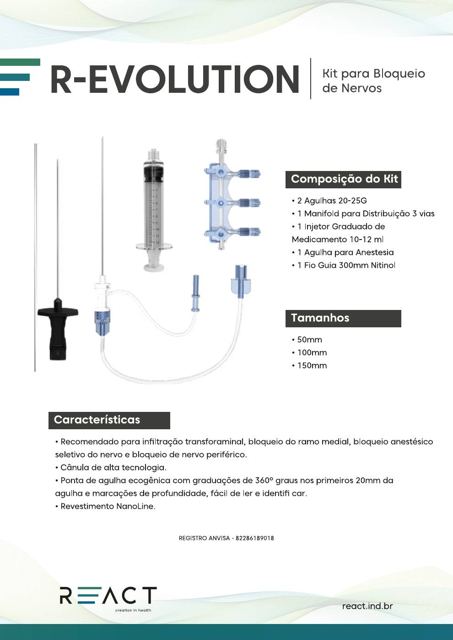 R-EVOLUTION
Kit para Bloqueio
de Nervos
Composição do Kit
• 2 Agulhas 20-25G
• 1 Manifold para Distribuição 3 vias
• 1 Injetor Graduado de
Medicamento 10-12 ml
• 1 Agulha para Anestesia
• 1 Fio Guia 300mm Nitinol
Tamanhos
• 50mm
• 100mm
• 150mm
Características
• Recomendado para infiltração transforaminal, bloqueio do ramo medial, bloqueio anestésico
seletivo do nervo e bloqueio de nervo periférico.
• Cânula de alta tecnologia.
• Ponta de agulha ecogênica com graduações de 360º graus nos primeiros 20mm da
agulha e marcações de profundidade, fácil de ler e identifi car.
• Revestimento NanoLine.
REGISTRO ANVISA - 82286189018
REACT
creation in health
react.ind.br